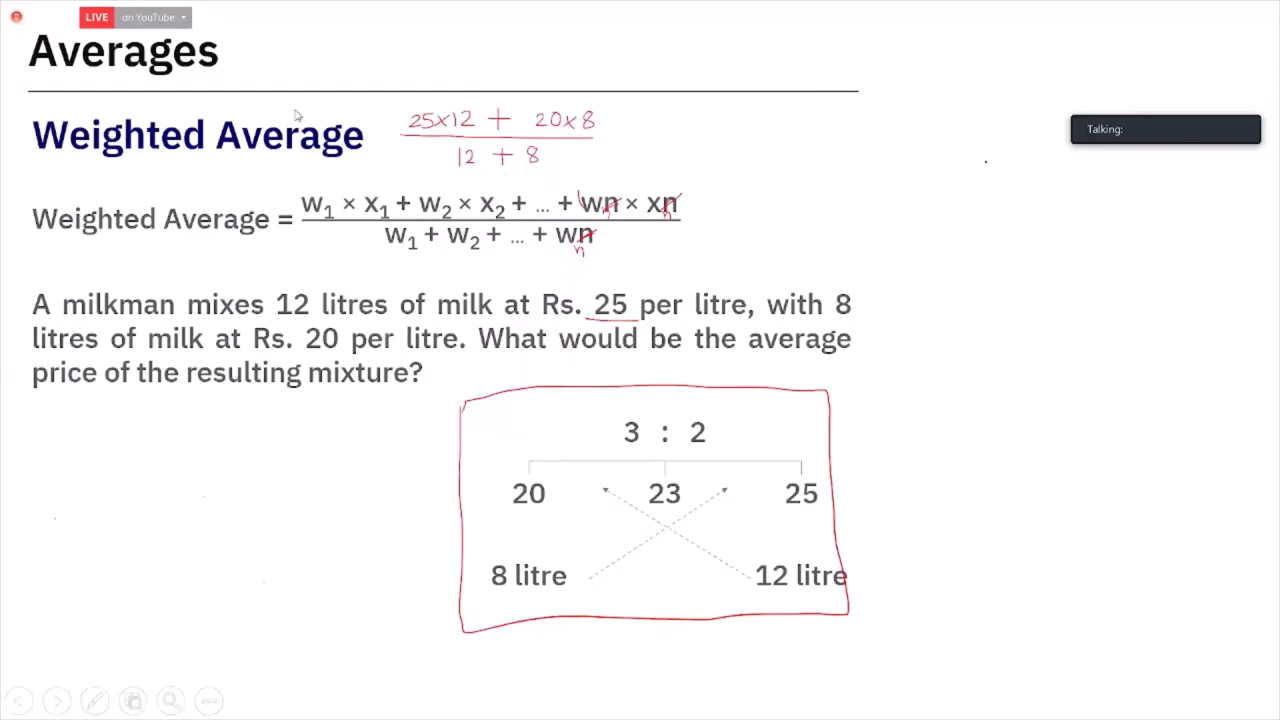 LIVE on YouTube
Averages
Talking:
Weighted Average
25×12 + 20×8
12 + 8
Weighted Average = w₁ × x₁ + w₂ × x₂ + ... + wn × xn
w₁ + w₂ + ... + wn
n n
n
A milkman mixes 12 litres of milk at Rs. 25 per litre, with 8
litres of milk at Rs. 20 per litre. What would be the average
price of the resulting mixture?
3 : 2
20 23 25
8 litre 12 litre